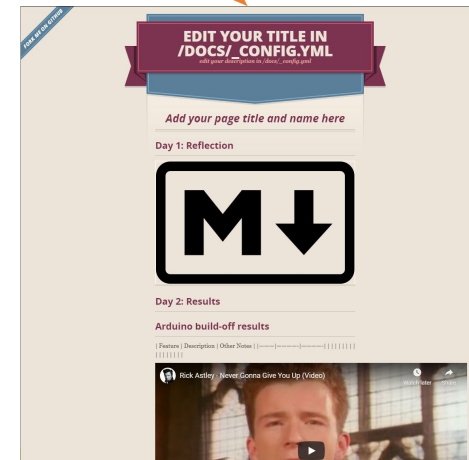 FORK ME ON GITHUB
EDIT YOUR TITLE IN
/DOCS/_CONFIG.YML
edit your description in /docs/_config.yml
Add your page title and name here
Day 1: Reflection
M
Day 2: Results
Arduino build-off results
| Feature | Description | Other Notes | |
Rick Astley - Never Gonna Give You Up (Video)
Watch later
Share